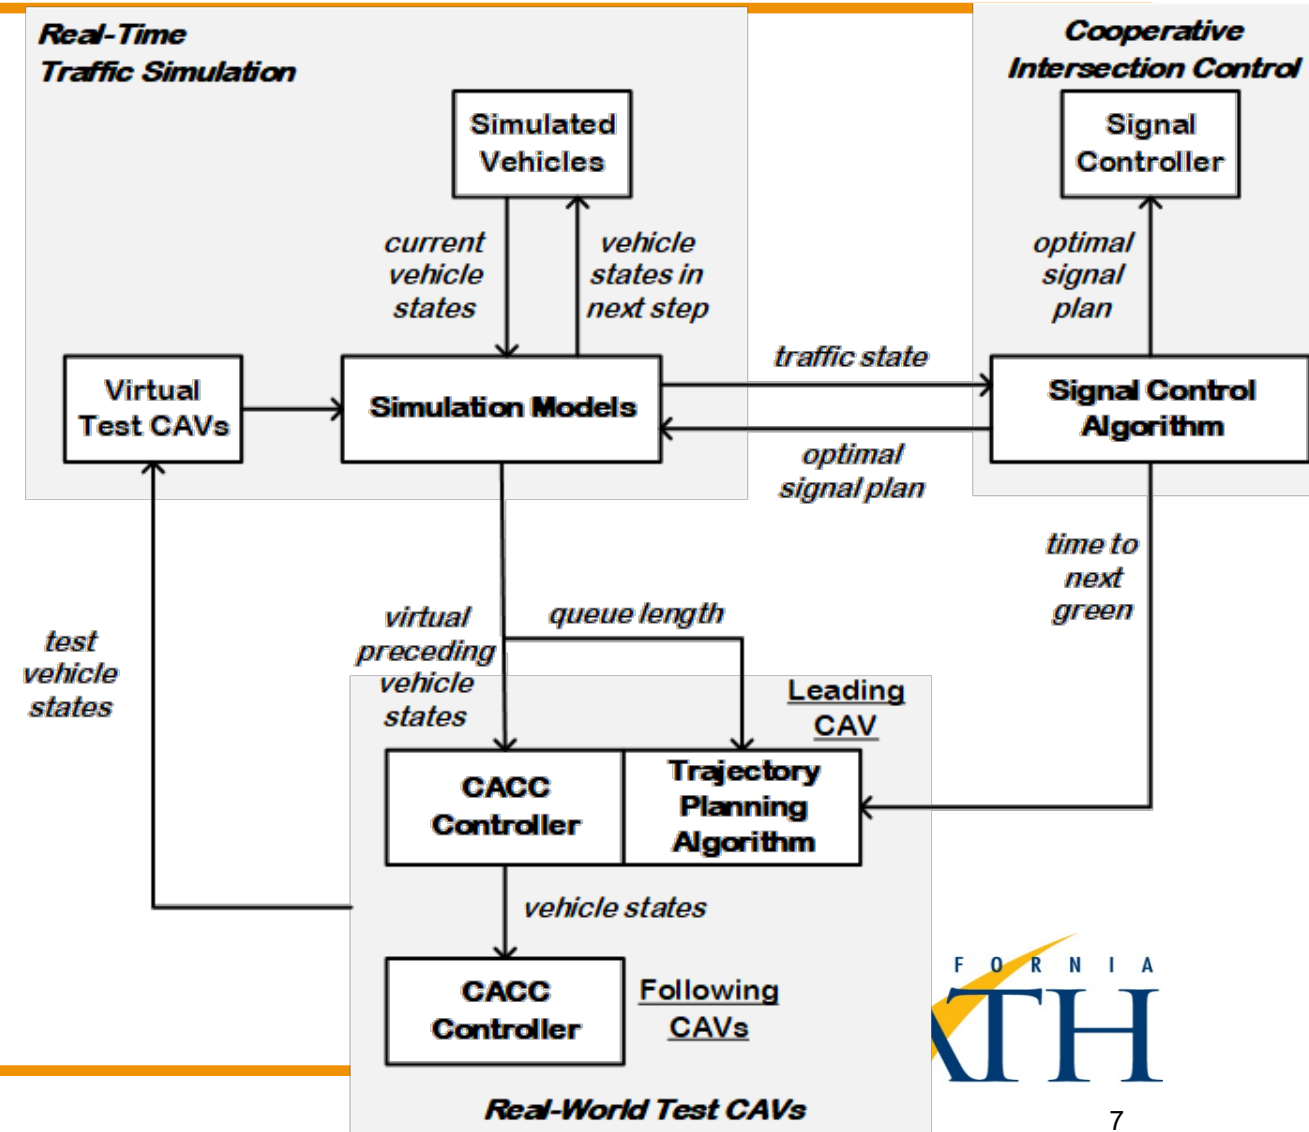 Real-Time
Traffic Simulation
Cooperative
Intersection Control
Simulated
Vehicles
Signal
Controller
current
vehicle
states
vehicle
states in
next step
optimal
signal
plan
Virtual
Test CAVs
Simulation Models
traffic state
optimal
signal plan
Signal Control
Algorithm
time to
next
green
test
vehicle
states
virtual
preceding
vehicle
states
queue length
Leading
CAV
CACC
Controller
Trajectory
Planning
Algorithm
vehicle states
CACC
Controller
Following
CAVs
Real-World Test CAVs
FORNIA
ATH
7